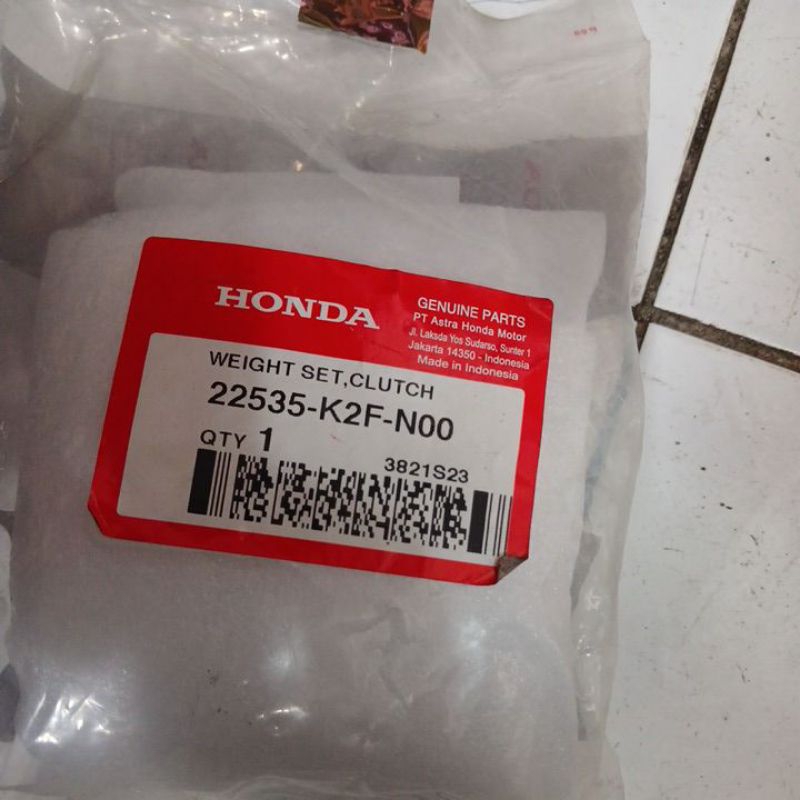 HONDA
GENUINE PARTS
PT Astra Honda Motor
Jl. Laksda Yos Sudarso, Sunter 1
Jakarta 14350 - Indonesia
Made in Indonesia
WEIGHT SET,CLUTCH
22535-K2F-N00
QTY 1
3821S23